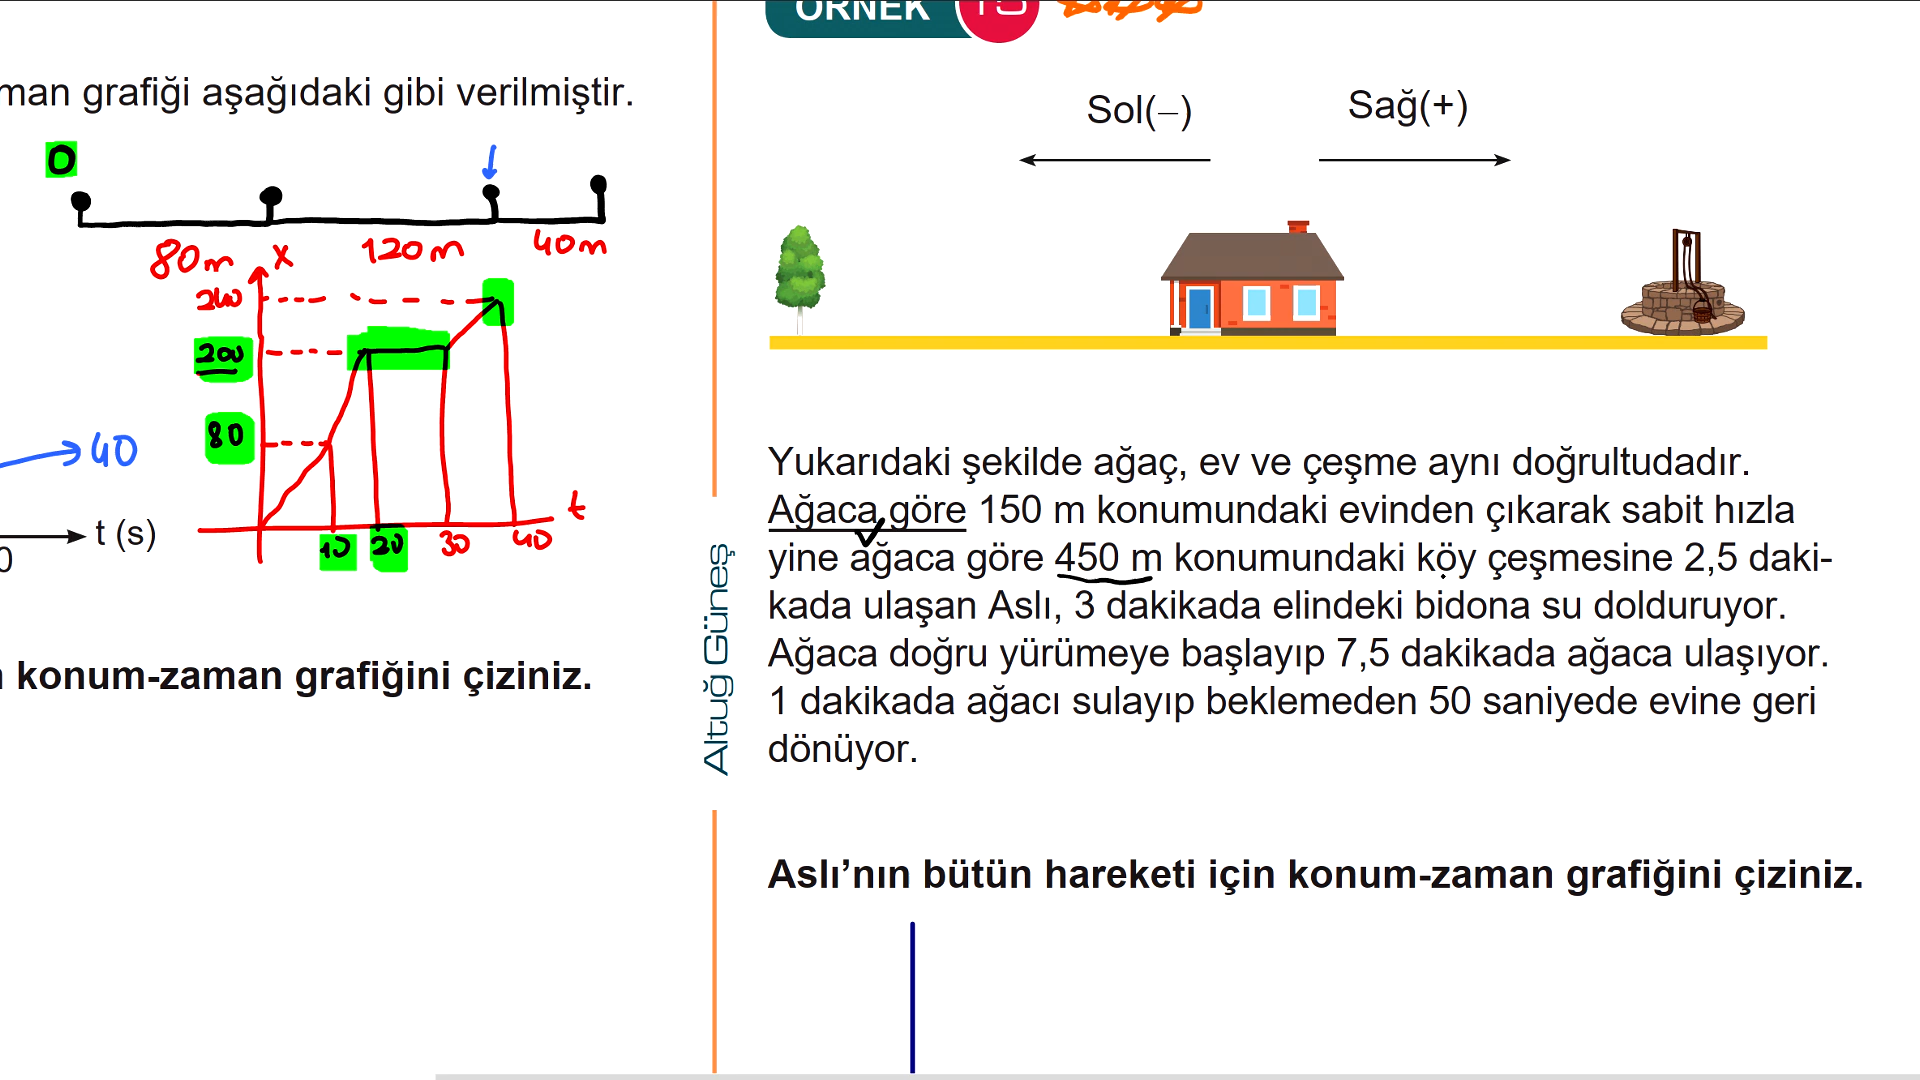 ÖRNEK
man grafiği aşağıdaki gibi verilmiştir.
0
80m
120m
40m
x
240
200
80
40
t (s)
0
10
20
30
40
t
n konum-zaman grafiğini çiziniz.
Altuğ Güneş
Sol(–)
Sağ(+)
Yukarıdaki şekilde ağaç, ev ve çeşme aynı doğrultudadır.
Ağaca göre 150 m konumundaki evinden çıkarak sabit hızla
yine ağaca göre 450 m konumundaki köy çeşmesine 2,5 daki-
kada ulaşan Aslı, 3 dakikada elindeki bidona su dolduruyor.
Ağaca doğru yürümeye başlayıp 7,5 dakikada ağaca ulaşıyor.
1 dakikada ağacı sulayıp beklemeden 50 saniyede evine geri
dönüyor.
Aslı’nın bütün hareketi için konum-zaman grafiğini çiziniz.